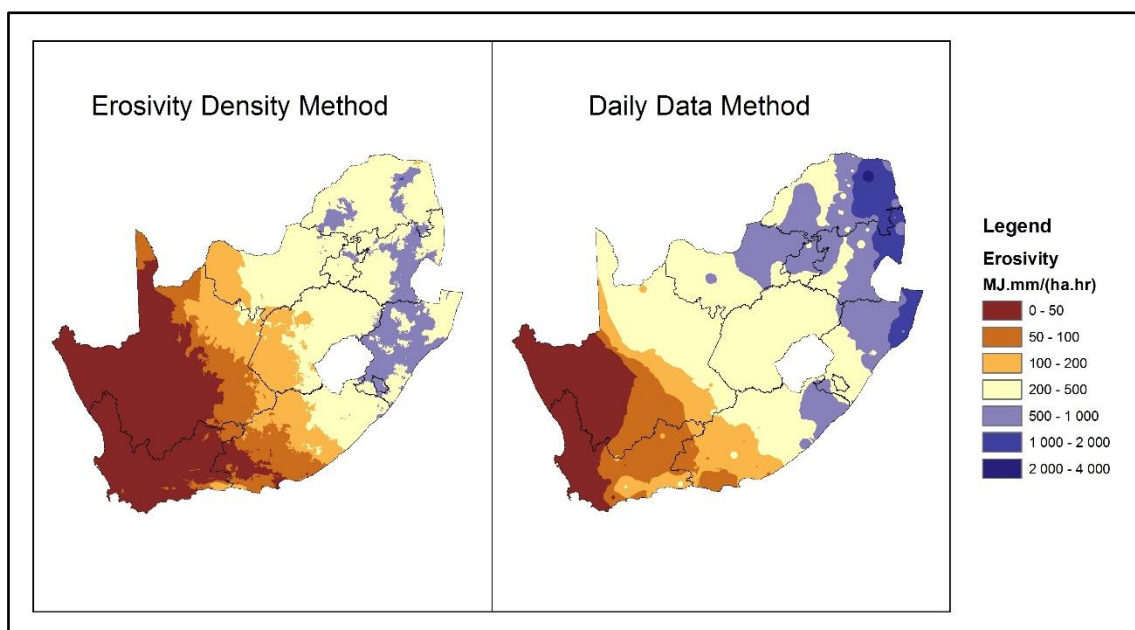 Erosivity Density Method
Daily Data Method
Legend
Erosivity
MJ.mm/(ha.hr)
0 - 50
50 - 100
100 - 200
200 - 500
500 - 1 000
1 000 - 2 000
2 000 - 4 000